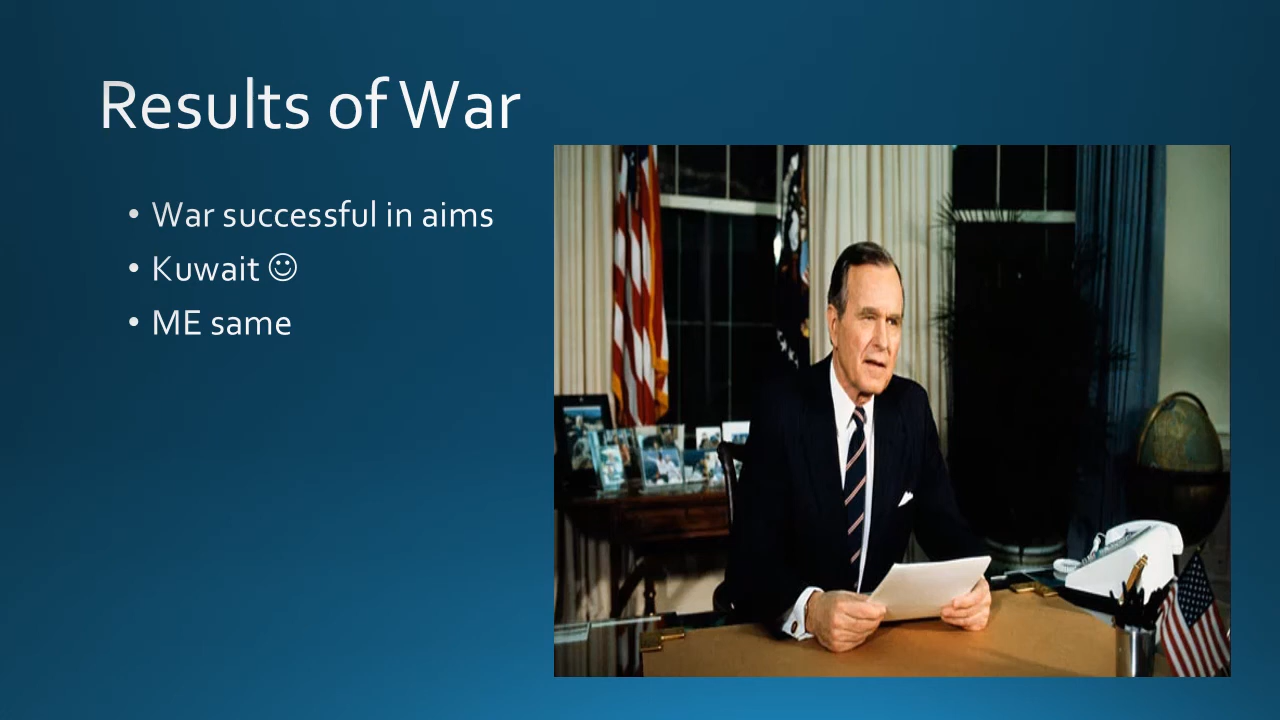 Results of War
• War successful in aims
• Kuwait ☺
• ME same